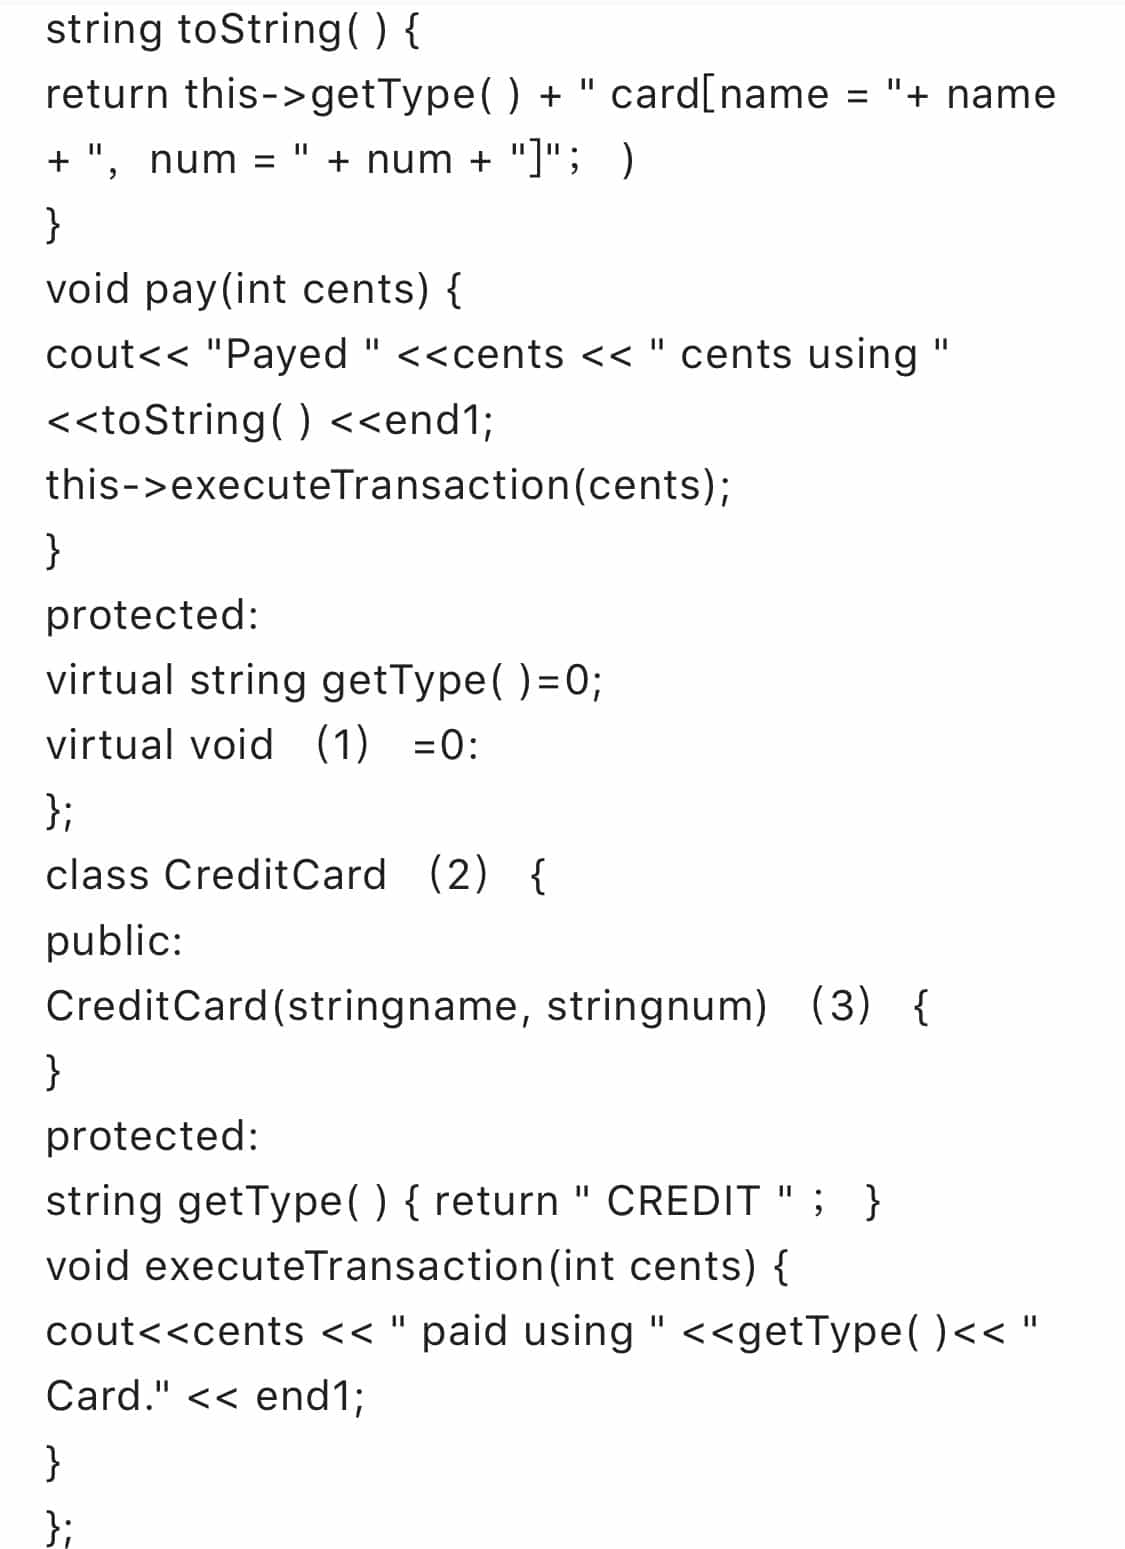 string toString( ) {
return this->getType( ) + " card[name = "+ name
+ ",  num = " + num + "]";  )
}
void pay(int cents) {
cout<< "Payed " <<cents << " cents using "
<<toString( ) <<end1;
this->executeTransaction(cents);
}
protected:
virtual string getType( )=0;
virtual void  (1)  =0:
};
class CreditCard  (2)  {
public:
CreditCard(stringname, stringnum)  (3)  {
}
protected:
string getType( ) { return " CREDIT " ;  }
void executeTransaction(int cents) {
cout<<cents << " paid using " <<getType( )<< "
Card." << end1;
}
};